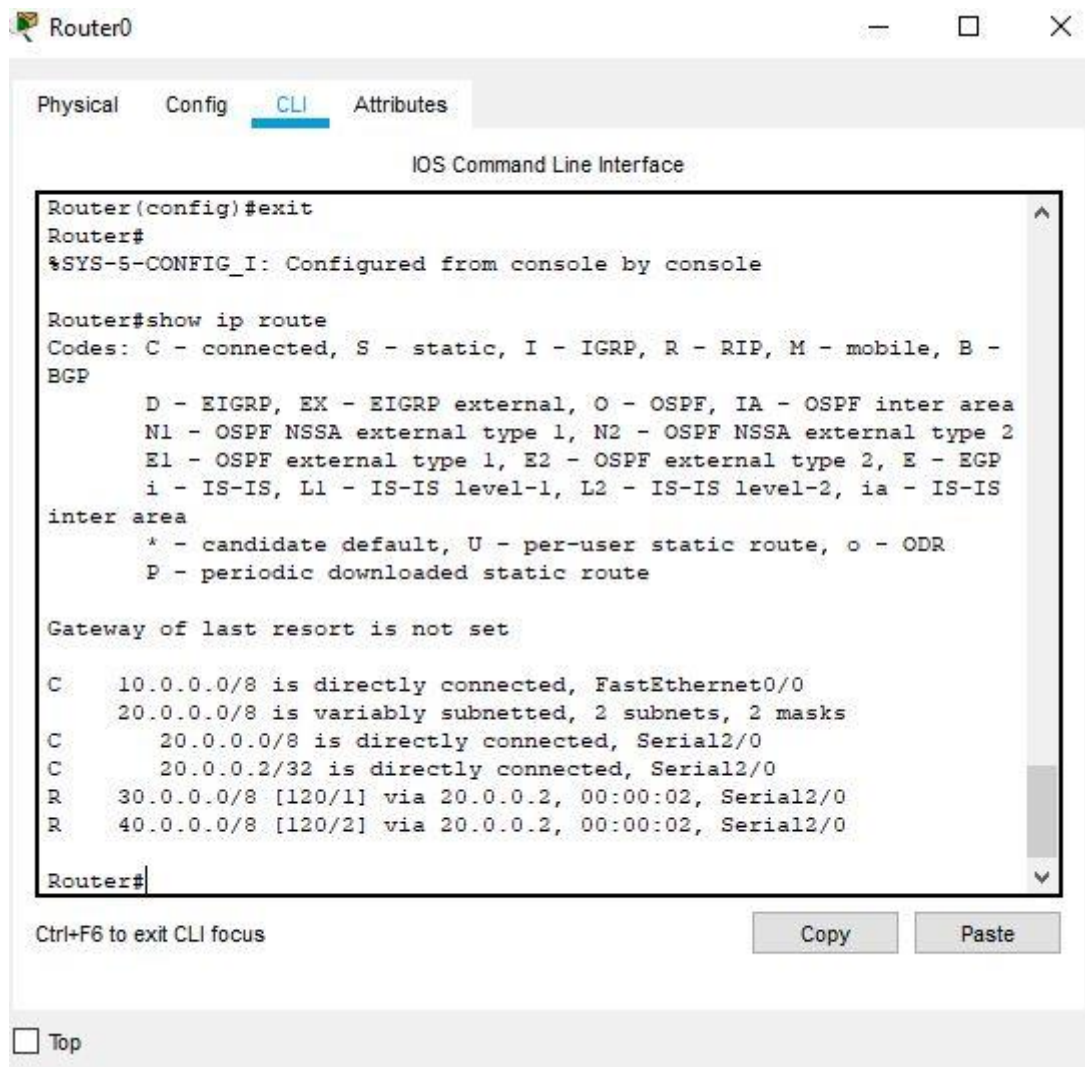 Router0
Physical Config CLI Attributes
IOS Command Line Interface
Router(config)#exit
Router#
%SYS-5-CONFIG_I: Configured from console by console
Router#show ip route
Codes: C - connected, S - static, I - IGRP, R - RIP, M - mobile, B -
BGP
D - EIGRP, EX - EIGRP external, O - OSPF, IA - OSPF inter area
N1 - OSPF NSSA external type 1, N2 - OSPF NSSA external type 2
E1 - OSPF external type 1, E2 - OSPF external type 2, E - EGP
i - IS-IS, L1 - IS-IS level-1, L2 - IS-IS level-2, ia - IS-IS
inter area
* - candidate default, U - per-user static route, o - ODR
P - periodic downloaded static route
Gateway of last resort is not set
C 10.0.0.0/8 is directly connected, FastEthernet0/0
20.0.0.0/8 is variably subnetted, 2 subnets, 2 masks
C 20.0.0.0/8 is directly connected, Serial2/0
C 20.0.0.2/32 is directly connected, Serial2/0
R 30.0.0.0/8 [120/1] via 20.0.0.2, 00:00:02, Serial2/0
R 40.0.0.0/8 [120/2] via 20.0.0.2, 00:00:02, Serial2/0
Router#
Ctrl+F6 to exit CLI focus Copy Paste
Top